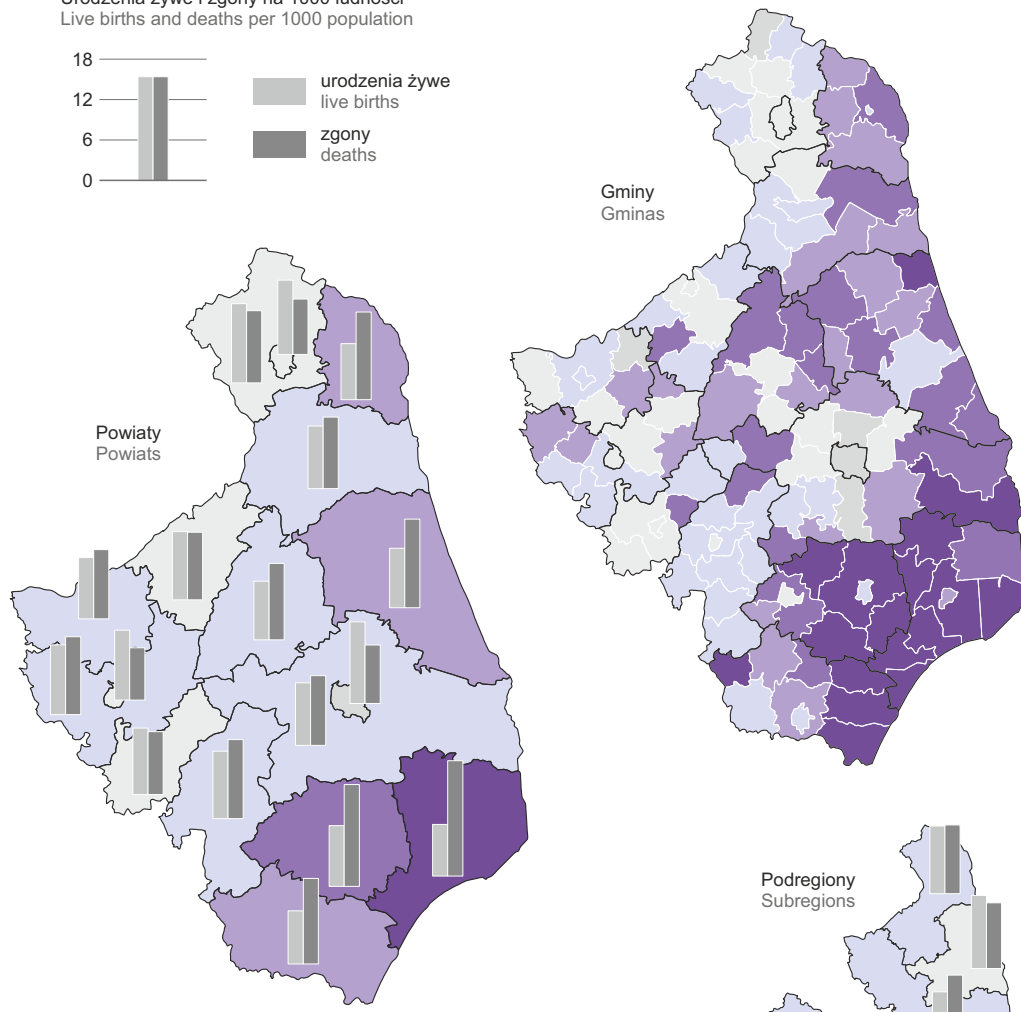 Urodzenia żywe i zgony na 1000 ludności
Live births and deaths per 1000 population
18
12
6
0
urodzenia żywe
live births
zgony
deaths
Gminy
Gminas
Powiaty
Powiats
Podregiony
Subregions